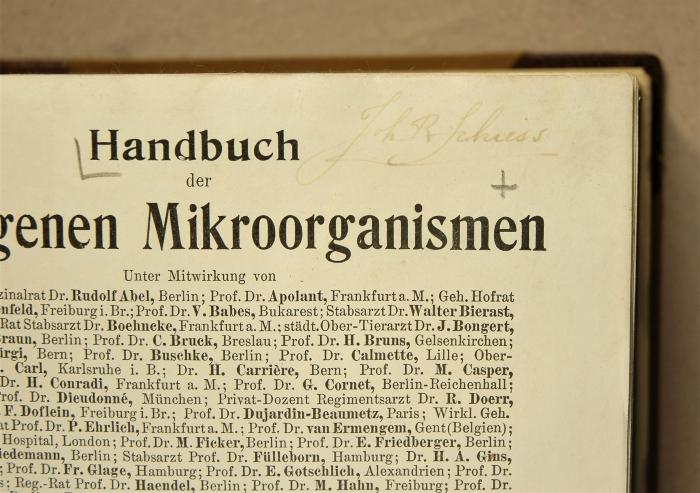 Joh R Schiess
Handbuch
der
genen Mikroorganismen
Unter Mitwirkung von
zinalrat Dr. Rudolf Abel, Berlin; Prof. Dr. Apolant, Frankfurt a. M.; Geh. Hofrat
nfeld, Freiburg i. Br.; Prof. Dr. V. Babes, Bukarest; Stabsarzt Dr. Walter Bierast,
Rat Stabsarzt Dr. Boehncke, Frankfurt a. M.; städt. Ober-Tierarzt Dr. J. Bongert,
raun, Berlin; Prof. Dr. C. Bruck, Breslau; Prof. Dr. H. Bruns, Gelsenkirchen;
irgi, Bern; Prof. Dr. Buschke, Berlin; Prof. Dr. Calmette, Lille; Ober-
. Carl, Karlsruhe i. B.; Dr. H. Carrière, Bern; Prof. Dr. M. Casper,
Dr. H. Conradi, Frankfurt a. M.; Prof. Dr. G. Cornet, Berlin-Reichenhall;
Prof. Dr. Dieudonné, München; Privat-Dozent Regimentsarzt Dr. R. Doerr,
F. Doflein, Freiburg i. Br.; Prof. Dr. Dujardin-Beaumetz, Paris; Wirkl. Geh.
at Prof. Dr. P. Ehrlich, Frankfurt a. M.; Prof. Dr. van Ermengem, Gent (Belgien);
Hospital, London; Prof. Dr. M. Ficker, Berlin; Prof. Dr. E. Friedberger, Berlin;
iedemann, Berlin; Stabsarzt Prof. Dr. Fülleborn, Hamburg; Dr. H. A. Gins,
; Prof. Dr. Fr. Glage, Hamburg; Prof. Dr. E. Gotschlich, Alexandrien; Prof. Dr.
s; Reg.-Rat Prof. Dr. Haendel, Berlin; Prof. Dr. M. Hahn, Freiburg; Prof. Dr.